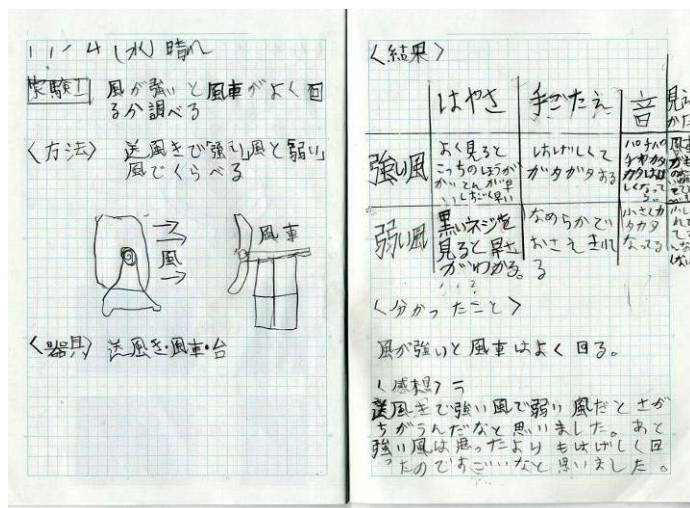 11/4(水)晴れ
実験1 風が強いと風車がよく回
るか調べる
〈方法〉 送風きで「強い」風と「弱い」
風でくらべる
風
風車
〈器具〉 送風き・風車・台
〈結果〉
はやさ 手ごたえ 音
強い風
よく見ると
こっちのほうが
はげしくて
ガタガタする
弱い風
黒いネジを
見ると早さ
がわかる。
なめらかで
おさえきれ
る
小さくカ
タカタ
なってる
〈分かったこと〉
風が強いと風車はよく回る。
〈感想〉
送風きで強い風で弱い風だとさが
ちがうんだなと思いました。あと
強い風は思ったよりもはげしく回
ったのですごいなと思いました。